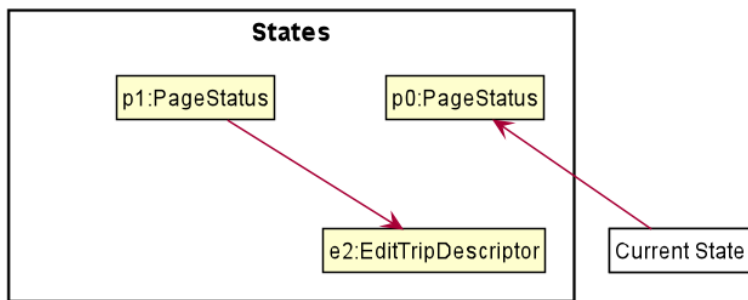 States
p1:PageStatus
p0:PageStatus
e2:EditTripDescriptor
Current State